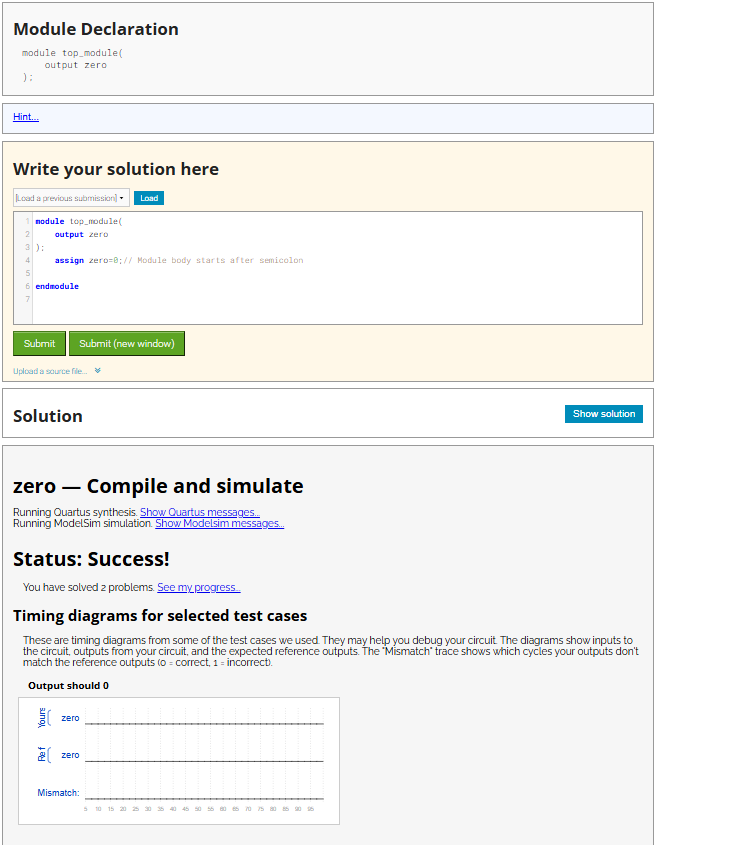 Module Declaration
module top_module(
output zero
);
Hint...
Write your solution here
[Load a previous submission] Load
1 module top_module(
2 output zero
3 );
4 assign zero=0;// Module body starts after semicolon
5
6 endmodule
7
Submit Submit (new window)
Upload a source file...
Solution Show solution
zero — Compile and simulate
Running Quartus synthesis. Show Quartus messages...
Running ModelSim simulation. Show Modelsim messages...
Status: Success!
You have solved 2 problems. See my progress...
Timing diagrams for selected test cases
These are timing diagrams from some of the test cases we used. They may help you debug your circuit. The diagrams show inputs to
the circuit, outputs from your circuit, and the expected reference outputs. The "Mismatch" trace shows which cycles your outputs don't
match the reference outputs (0 = correct, 1 = incorrect).
Output should 0
Yours zero
Ref zero
Mismatch:
5 10 15 20 25 30 35 40 45 50 55 60 65 70 75 80 85 90 95